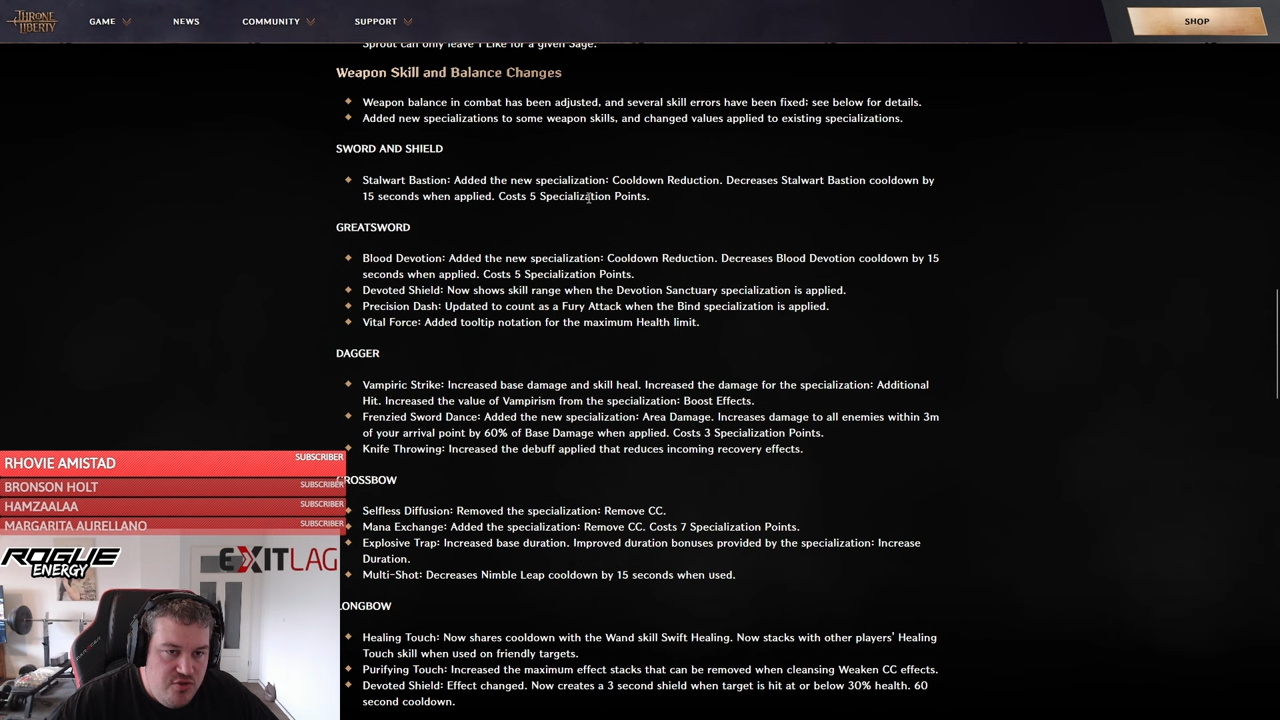 THRONE AND LIBERTY
GAME
NEWS
COMMUNITY
SUPPORT
SHOP
Sprout can only leave 1 Like for a given Sage.
Weapon Skill and Balance Changes
Weapon balance in combat has been adjusted, and several skill errors have been fixed; see below for details.
Added new specializations to some weapon skills, and changed values applied to existing specializations.
SWORD AND SHIELD
Stalwart Bastion: Added the new specialization: Cooldown Reduction. Decreases Stalwart Bastion cooldown by
15 seconds when applied. Costs 5 Specialization Points.
GREATSWORD
Blood Devotion: Added the new specialization: Cooldown Reduction. Decreases Blood Devotion cooldown by 15
seconds when applied. Costs 5 Specialization Points.
Devoted Shield: Now shows skill range when the Devotion Sanctuary specialization is applied.
Precision Dash: Updated to count as a Fury Attack when the Bind specialization is applied.
Vital Force: Added tooltip notation for the maximum Health limit.
DAGGER
Vampiric Strike: Increased base damage and skill heal. Increased the damage for the specialization: Additional
Hit. Increased the value of Vampirism from the specialization: Boost Effects.
Frenzied Sword Dance: Added the new specialization: Area Damage. Increases damage to all enemies within 3m
of your arrival point by 60% of Base Damage when applied. Costs 3 Specialization Points.
Knife Throwing: Increased the debuff applied that reduces incoming recovery effects.
CROSSBOW
Selfless Diffusion: Removed the specialization: Remove CC.
Mana Exchange: Added the specialization: Remove CC. Costs 7 Specialization Points.
Explosive Trap: Increased base duration. Improved duration bonuses provided by the specialization: Increase
Duration.
Multi-Shot: Decreases Nimble Leap cooldown by 15 seconds when used.
LONGBOW
Healing Touch: Now shares cooldown with the Wand skill Swift Healing. Now stacks with other players' Healing
Touch skill when used on friendly targets.
Purifying Touch: Increased the maximum effect stacks that can be removed when cleansing Weaken CC effects.
Devoted Shield: Effect changed. Now creates a 3 second shield when target is hit at or below 30% health. 60
second cooldown.
RHOVIE AMISTAD SUBSCRIBER
BRONSON HOLT SUBSCRIBER
HAMZAALAA SUBSCRIBER
MARGARITA AURELLANO SUBSCRIBER
ROGUE
ENERGY
EXITLAG